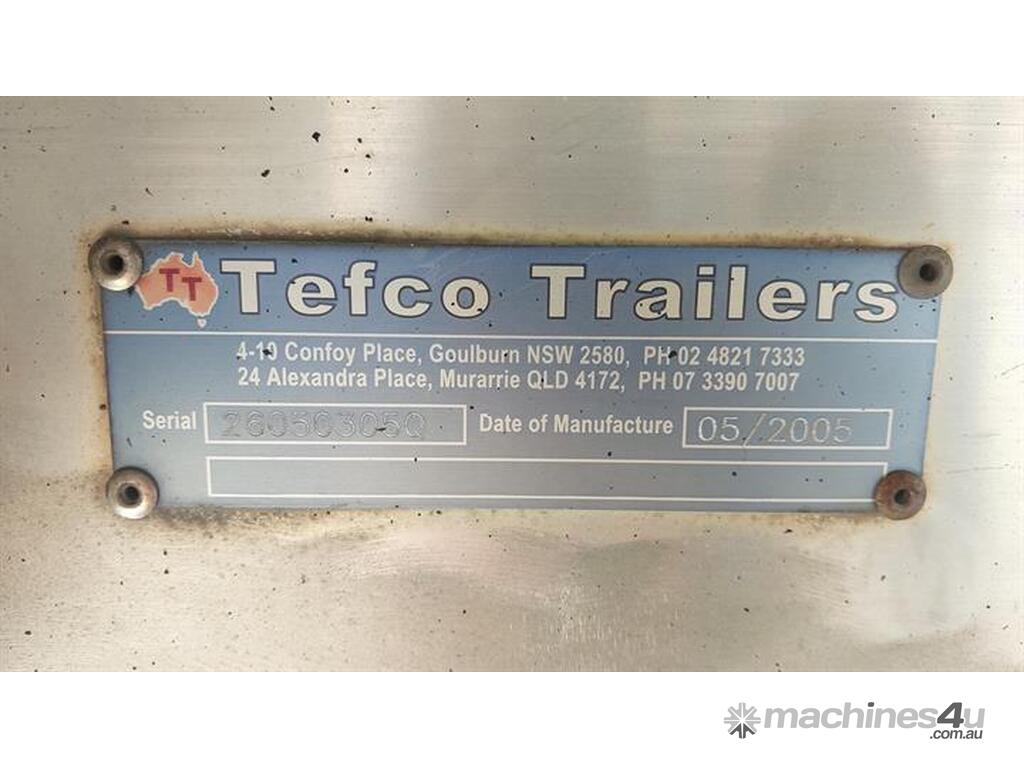 TT Tefco Trailers
4-10 Confoy Place, Goulburn NSW 2580, PH 02 4821 7333
24 Alexandra Place, Murarrie QLD 4172, PH 07 3390 7007
Serial Date of Manufacture 05/2005
machines4u
.com.au